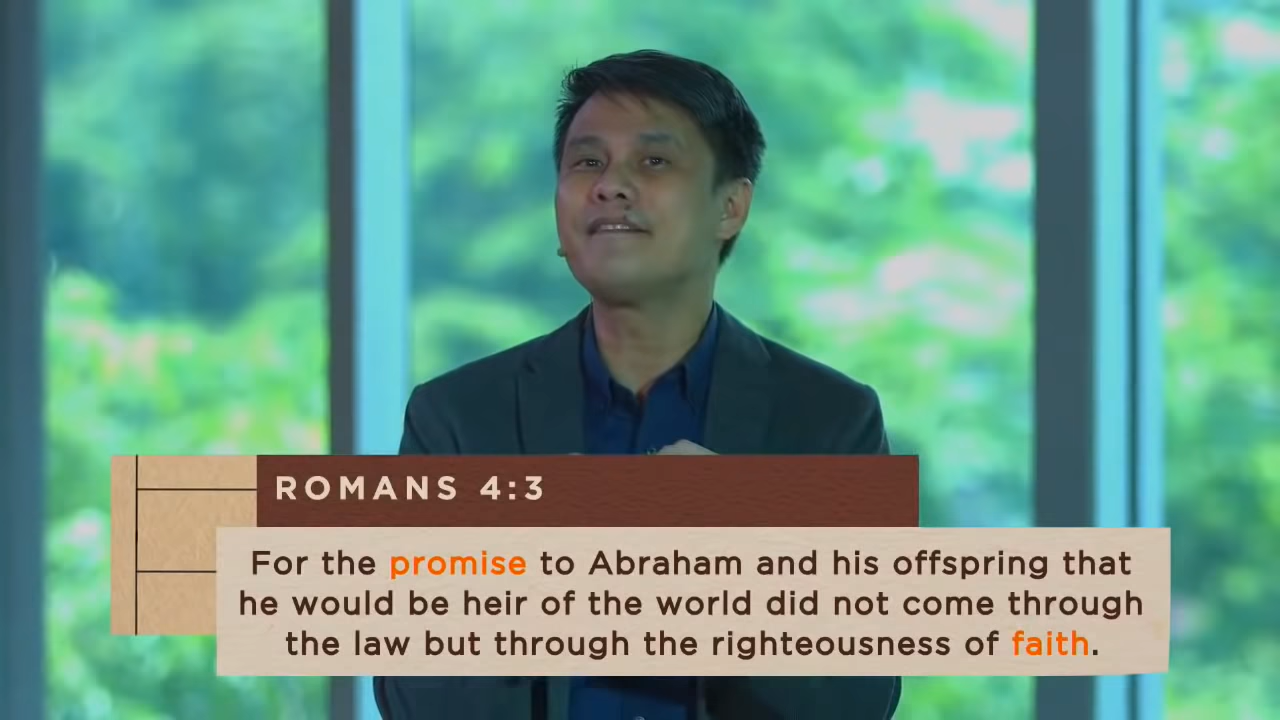 ROMANS 4:3
For the promise to Abraham and his offspring that
he would be heir of the world did not come through
the law but through the righteousness of faith.